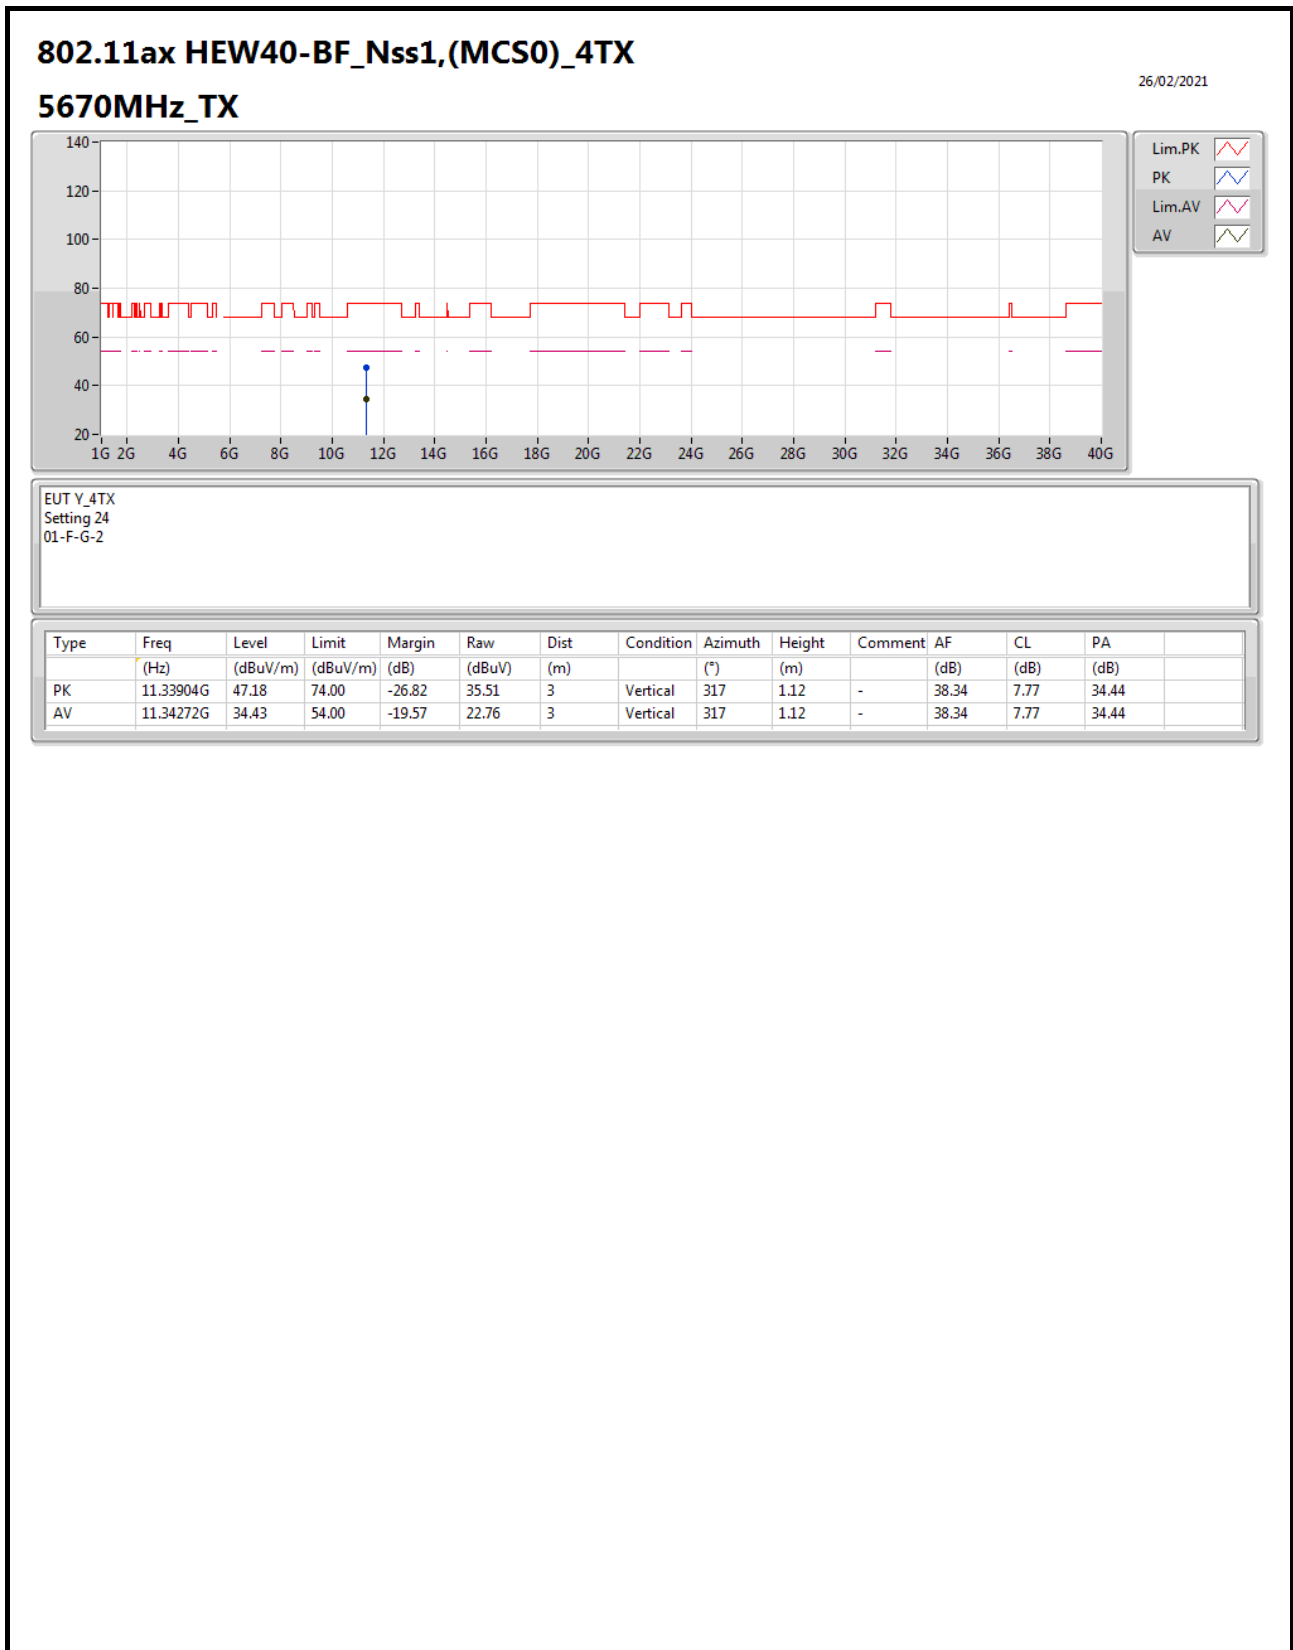 802.11ax HEW40-BF_Nss1,(MCS0)_4TX
26/02/2021
5670MHz_TX
140
120
100
80
60
40
20
1G 2G 4G 6G 8G 10G 12G 14G 16G 18G 20G 22G 24G 26G 28G 30G 32G 34G 36G 38G 40G
Lim.PK
PK
Lim.AV
AV
EUT Y_4TX
Setting 24
01-F-G-2
Type Freq Level Limit Margin Raw Dist Condition Azimuth Height Comment AF CL PA
(Hz) (dBuV/m) (dBuV/m) (dB) (dBuV) (m) (°) (m) (dB) (dB) (dB)
PK 11.33904G 47.18 74.00 -26.82 35.51 3 Vertical 317 1.12 - 38.34 7.77 34.44
AV 11.34272G 34.43 54.00 -19.57 22.76 3 Vertical 317 1.12 - 38.34 7.77 34.44